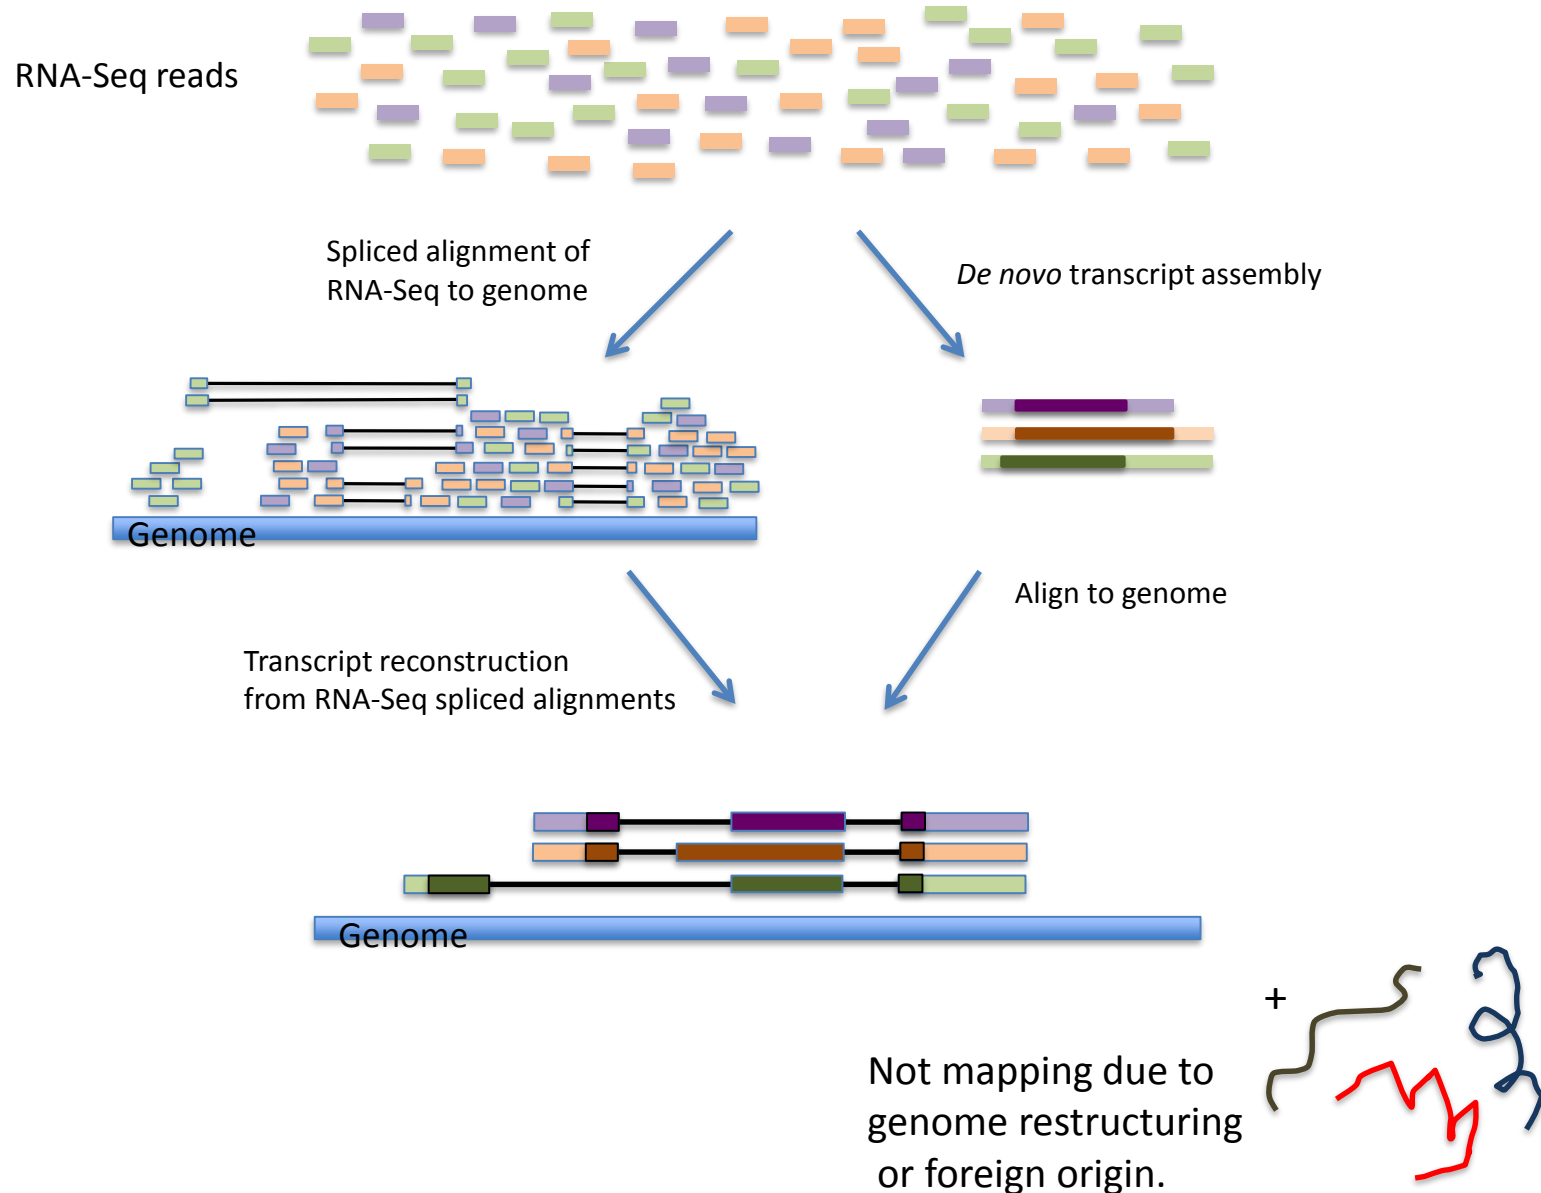 RNA-Seq reads
Spliced alignment of
RNA-Seq to genome
De novo transcript assembly
Genome
Align to genome
Transcript reconstruction
from RNA-Seq spliced alignments
Genome
+
Not mapping due to
genome restructuring
or foreign origin.